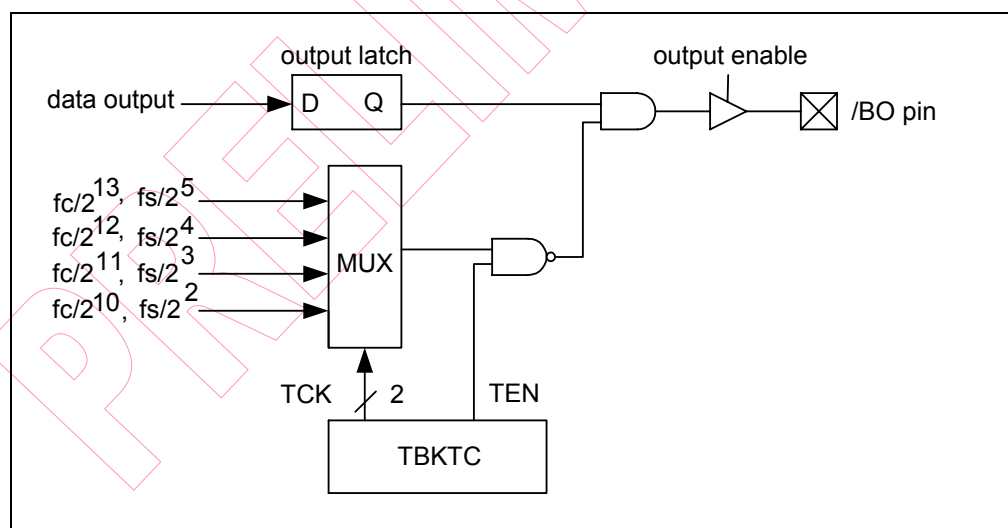 output latch
output enable
data output
D Q
/BO pin
fc/2^13, fs/2^5
fc/2^12, fs/2^4
fc/2^11, fs/2^3
fc/2^10, fs/2^2
MUX
TCK 2 TEN
TBKTC